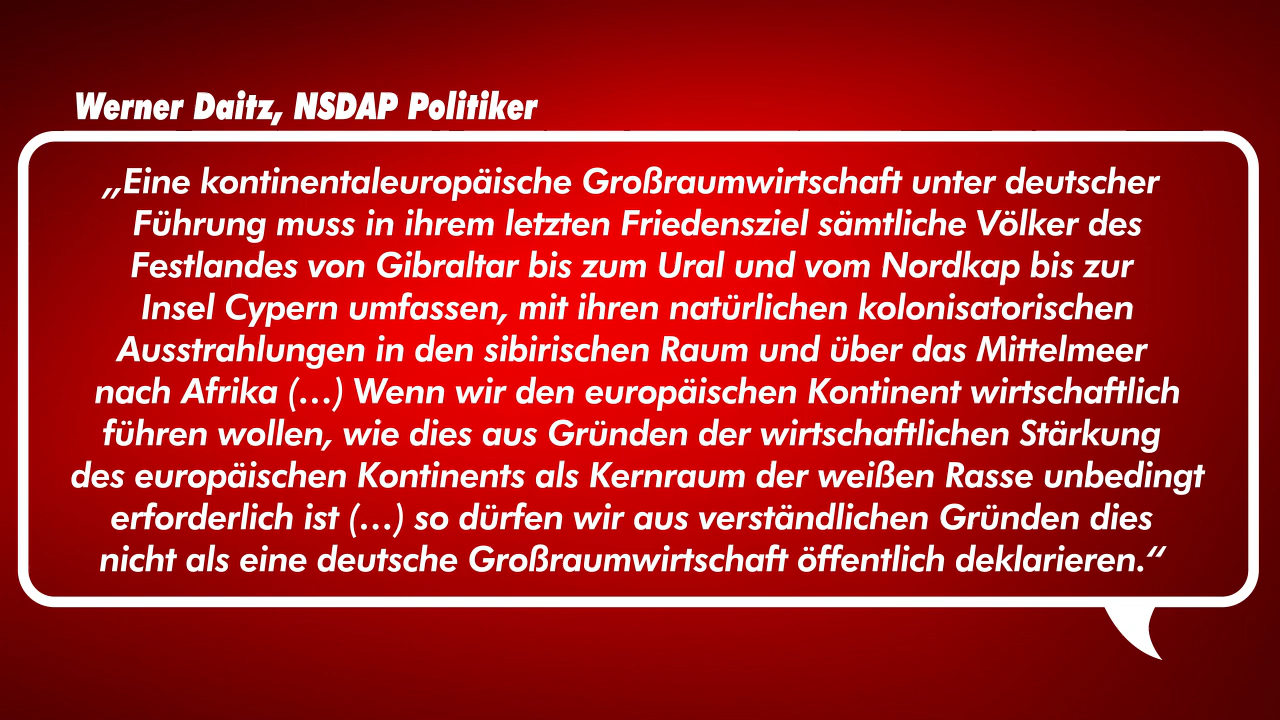 Werner Daitz, NSDAP Politiker
„Eine kontinentaleuropäische Großraumwirtschaft unter deutscher
Führung muss in ihrem letzten Friedensziel sämtliche Völker des
Festlandes von Gibraltar bis zum Ural und vom Nordkap bis zur
Insel Cypern umfassen, mit ihren natürlichen kolonisatorischen
Ausstrahlungen in den sibirischen Raum und über das Mittelmeer
nach Afrika (...) Wenn wir den europäischen Kontinent wirtschaftlich
führen wollen, wie dies aus Gründen der wirtschaftlichen Stärkung
des europäischen Kontinents als Kernraum der weißen Rasse unbedingt
erforderlich ist (...) so dürfen wir aus verständlichen Gründen dies
nicht als eine deutsche Großraumwirtschaft öffentlich deklarieren.“